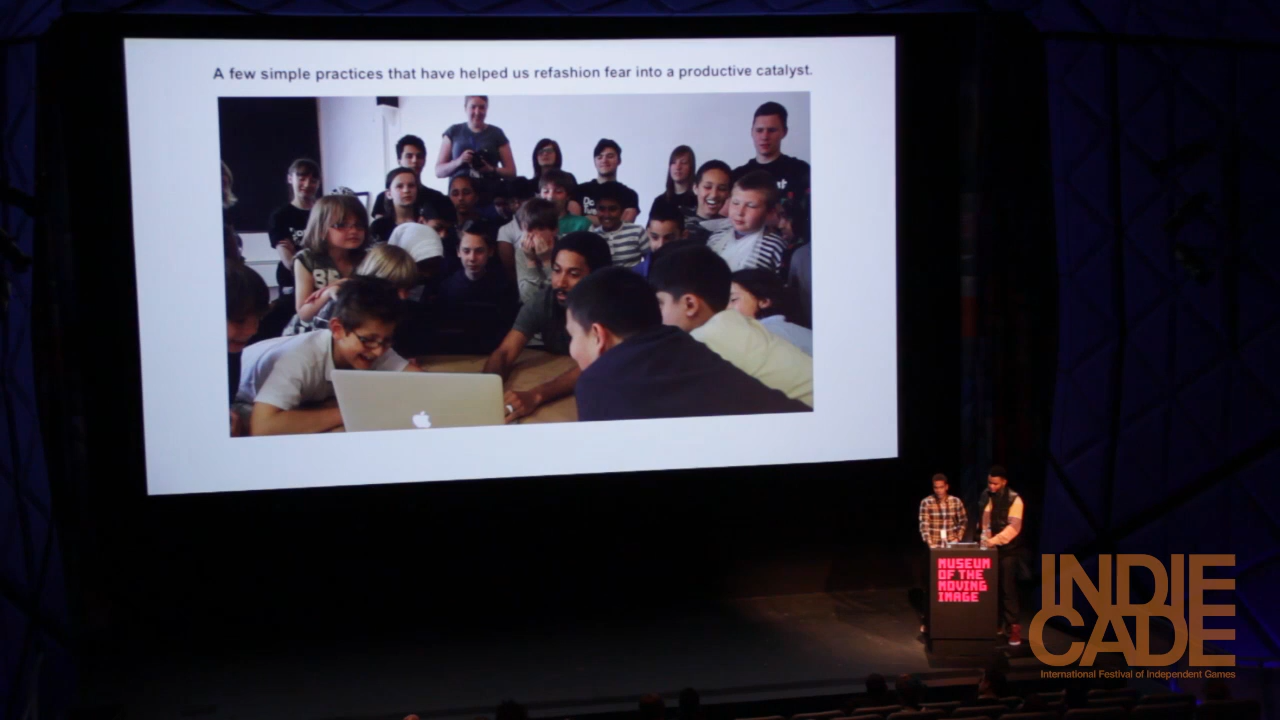 A few simple practices that have helped us refashion fear into a productive catalyst.
MUSEUM
OF THE
MOVING
IMAGE
INDIE
CADE
International Festival of Independent Games